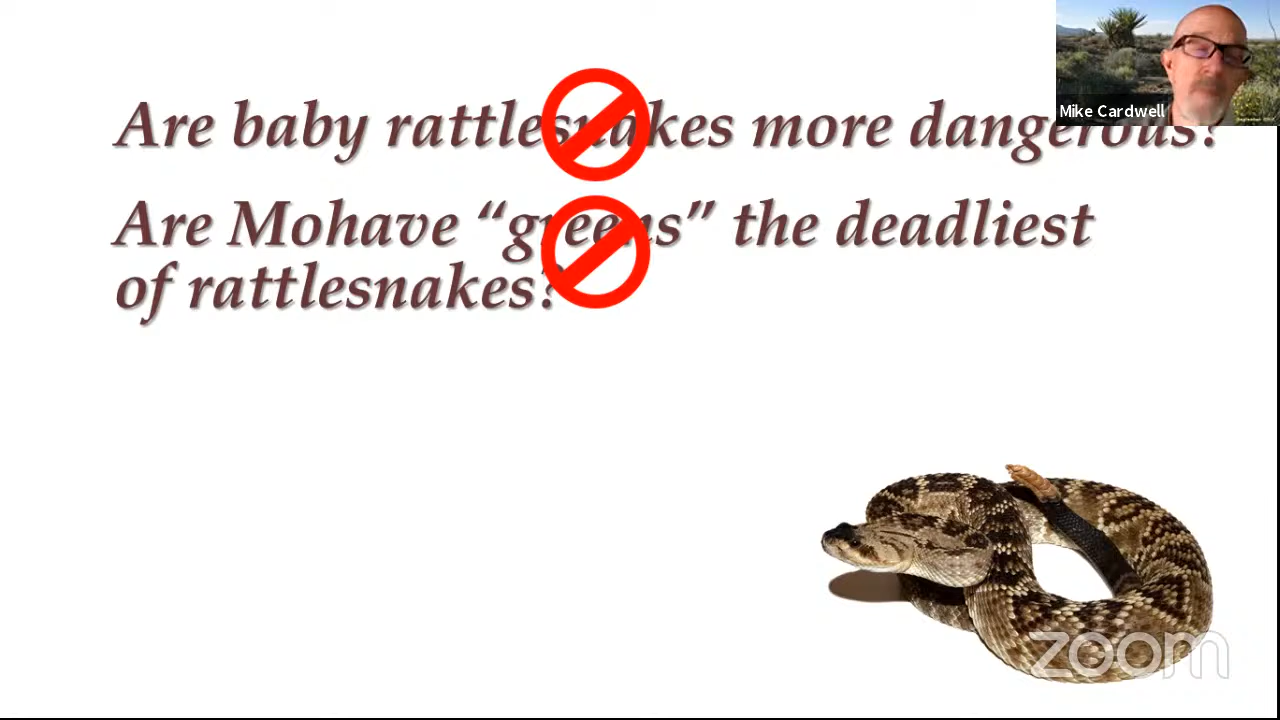 Are baby rattlesnakes more dangerous?
Mike Cardwell
Are Mohave “greens” the deadliest
of rattlesnakes?
zoom